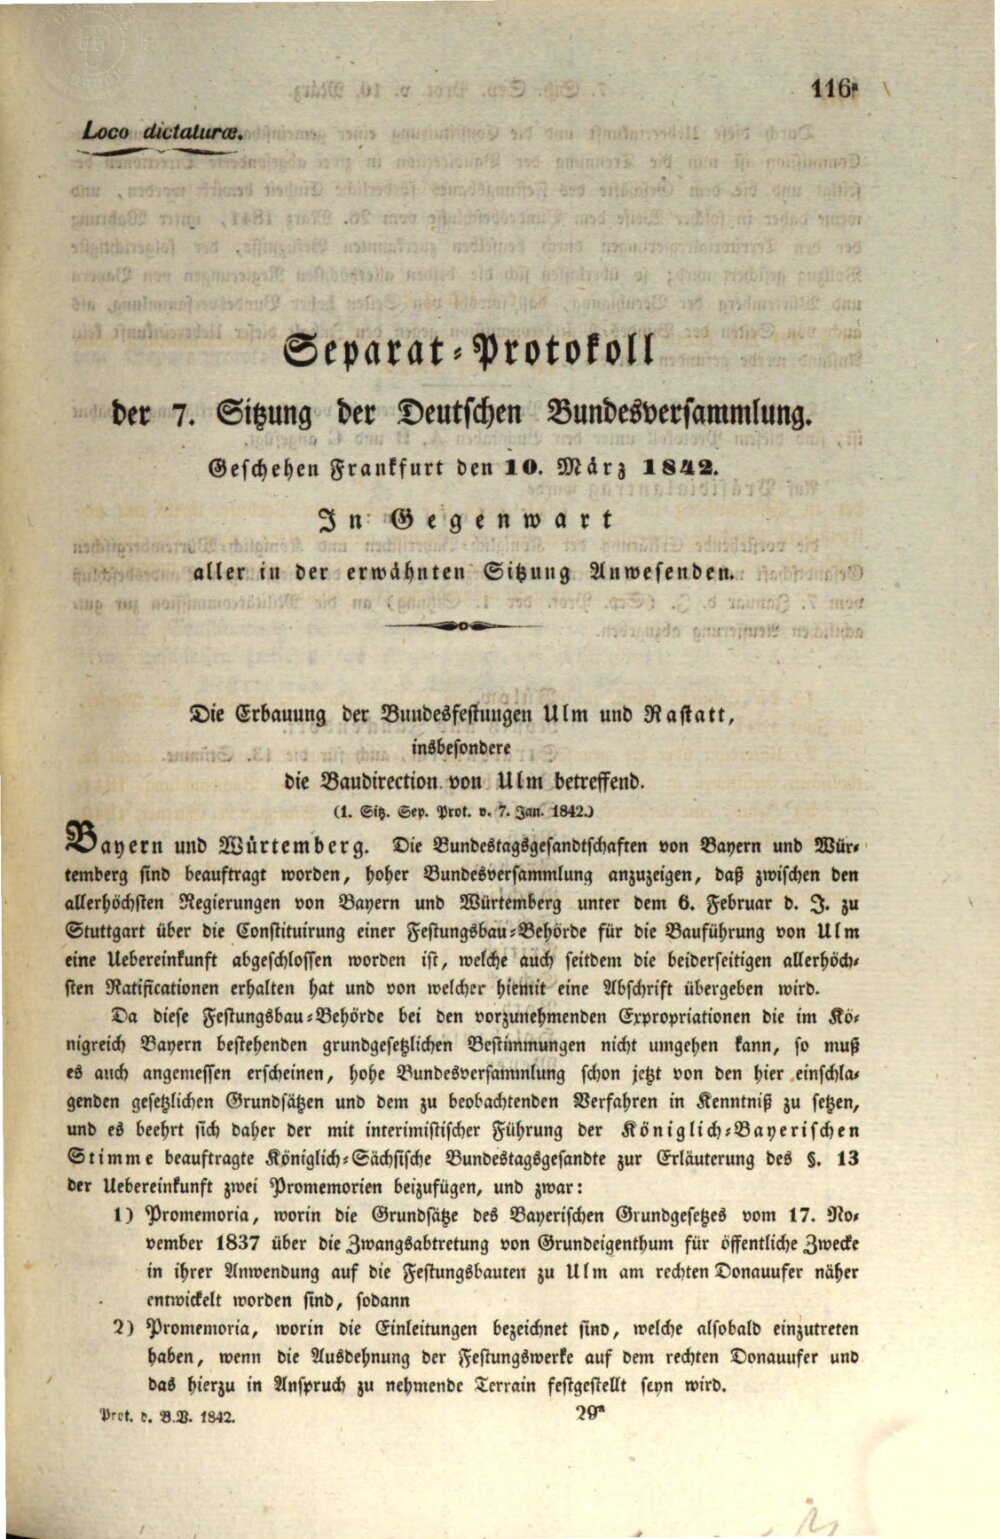 116ᵃ
Loco dictaturæ.
Separat-Protokoll
der 7. Sitzung der Deutschen Bundesversammlung.
Geschehen Frankfurt den 10. März 1842.
In Gegenwart
aller in der erwähnten Sitzung Anwesenden.
Die Erbauung der Bundesfestungen Ulm und Rastatt,
insbesondere
die Baudirection von Ulm betreffend.
(1. Sitz. Sep. Prot. v. 7. Jan. 1842.)
Bayern und Würtemberg. Die Bundestagsgesandtschaften von Bayern und Wür-
temberg sind beauftragt worden, hoher Bundesversammlung anzuzeigen, daß zwischen den
allerhöchsten Regierungen von Bayern und Würtemberg unter dem 6. Februar d. J. zu
Stuttgart über die Constituirung einer Festungsbau-Behörde für die Bauführung von Ulm
eine Uebereinkunft abgeschlossen worden ist, welche auch seitdem die beiderseitigen allerhöch-
sten Ratificationen erhalten hat und von welcher hiemit eine Abschrift übergeben wird.
Da diese Festungsbau-Behörde bei den vorzunehmenden Expropriationen die im Kö-
nigreich Bayern bestehenden grundgesetzlichen Bestimmungen nicht umgehen kann, so muß
es auch angemessen erscheinen, hohe Bundesversammlung schon jetzt von den hier einschla-
genden gesetzlichen Grundsätzen und dem zu beobachtenden Verfahren in Kenntniß zu setzen,
und es beehrt sich daher der mit interimistischer Führung der Königlich-Bayerischen
Stimme beauftragte Königlich-Sächsische Bundestagsgesandte zur Erläuterung des §. 13
der Uebereinkunft zwei Promemorien beizufügen, und zwar:
1) Promemoria, worin die Grundsätze des Bayerischen Grundgesetzes vom 17. No-
vember 1837 über die Zwangsabtretung von Grundeigenthum für öffentliche Zwecke
in ihrer Anwendung auf die Festungsbauten zu Ulm am rechten Donauufer näher
entwickelt worden sind, sodann
2) Promemoria, worin die Einleitungen bezeichnet sind, welche alsobald einzutreten
haben, wenn die Ausdehnung der Festungswerke auf dem rechten Donauufer und
das hierzu in Anspruch zu nehmende Terrain festgestellt seyn wird.
Prot. d. B.V. 1842.
29ᵃ